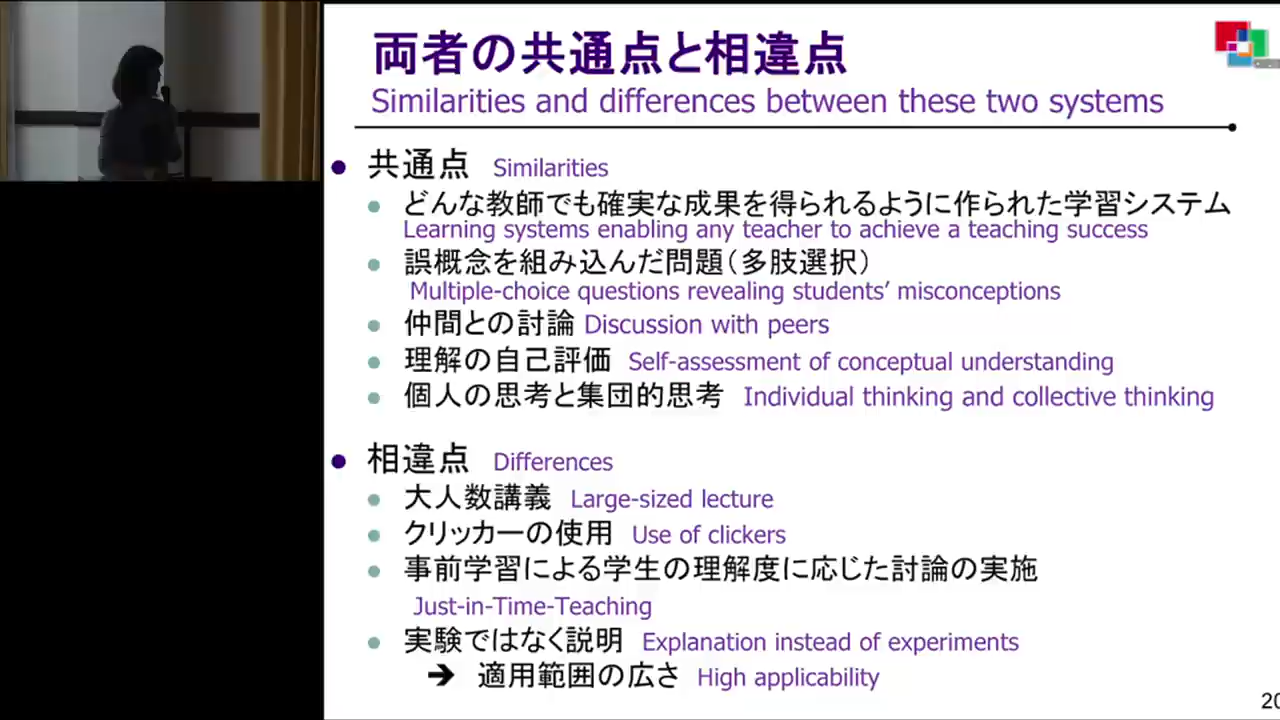 両者の共通点と相違点
Similarities and differences between these two systems
共通点 Similarities
どんな教師でも確実な成果を得られるように作られた学習システム
Learning systems enabling any teacher to achieve a teaching success
誤概念を組み込んだ問題（多肢選択）
Multiple-choice questions revealing students’ misconceptions
仲間との討論 Discussion with peers
理解の自己評価 Self-assessment of conceptual understanding
個人の思考と集団的思考 Individual thinking and collective thinking
相違点 Differences
大人数講義 Large-sized lecture
クリッカーの使用 Use of clickers
事前学習による学生の理解度に応じた討論の実施
Just-in-Time-Teaching
実験ではなく説明 Explanation instead of experiments
➔ 適用範囲の広さ High applicability